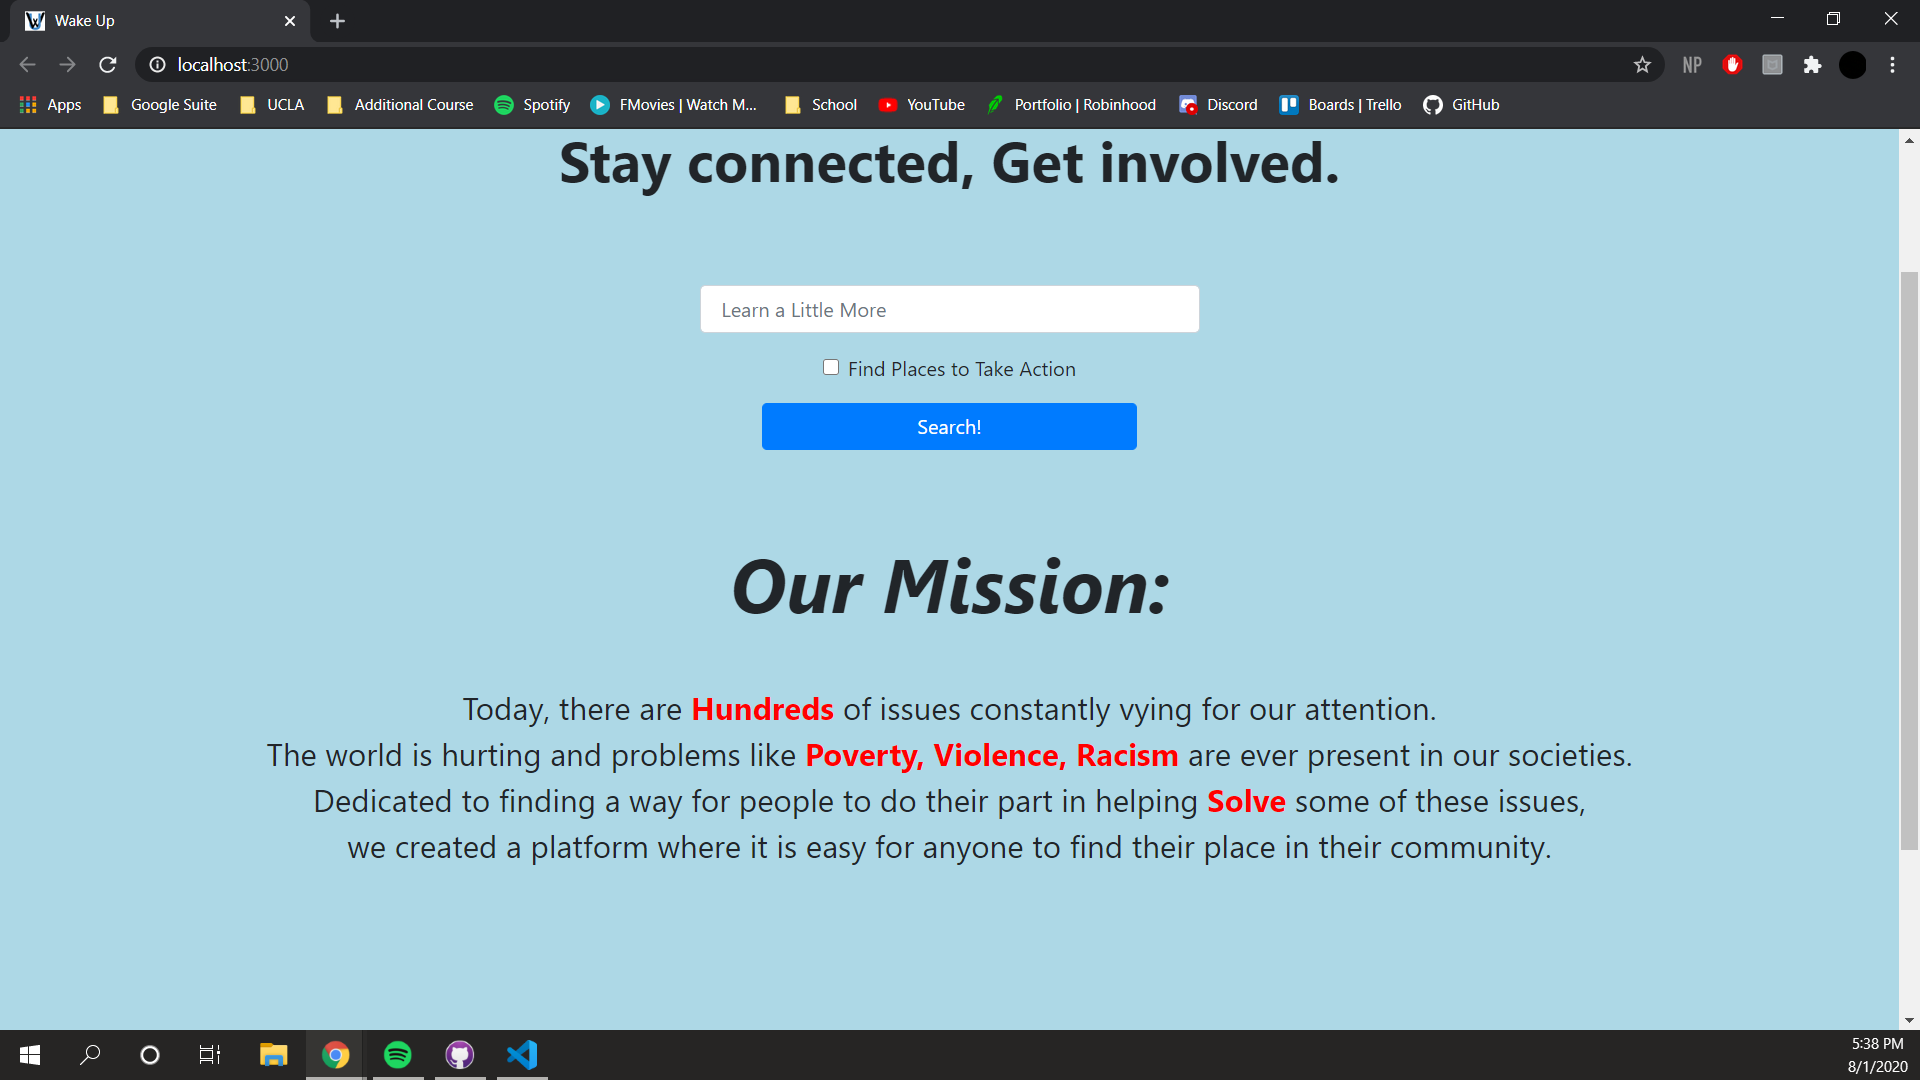 Wake Up
localhost:3000
NP
Apps Google Suite UCLA Additional Course Spotify FMovies | Watch M... School YouTube Portfolio | Robinhood Discord Boards | Trello GitHub
Stay connected, Get involved.
Learn a Little More
Find Places to Take Action
Search!
Our Mission:
Today, there are Hundreds of issues constantly vying for our attention.
The world is hurting and problems like Poverty, Violence, Racism are ever present in our societies.
Dedicated to finding a way for people to do their part in helping Solve some of these issues,
we created a platform where it is easy for anyone to find their place in their community.
5:38 PM
8/1/2020